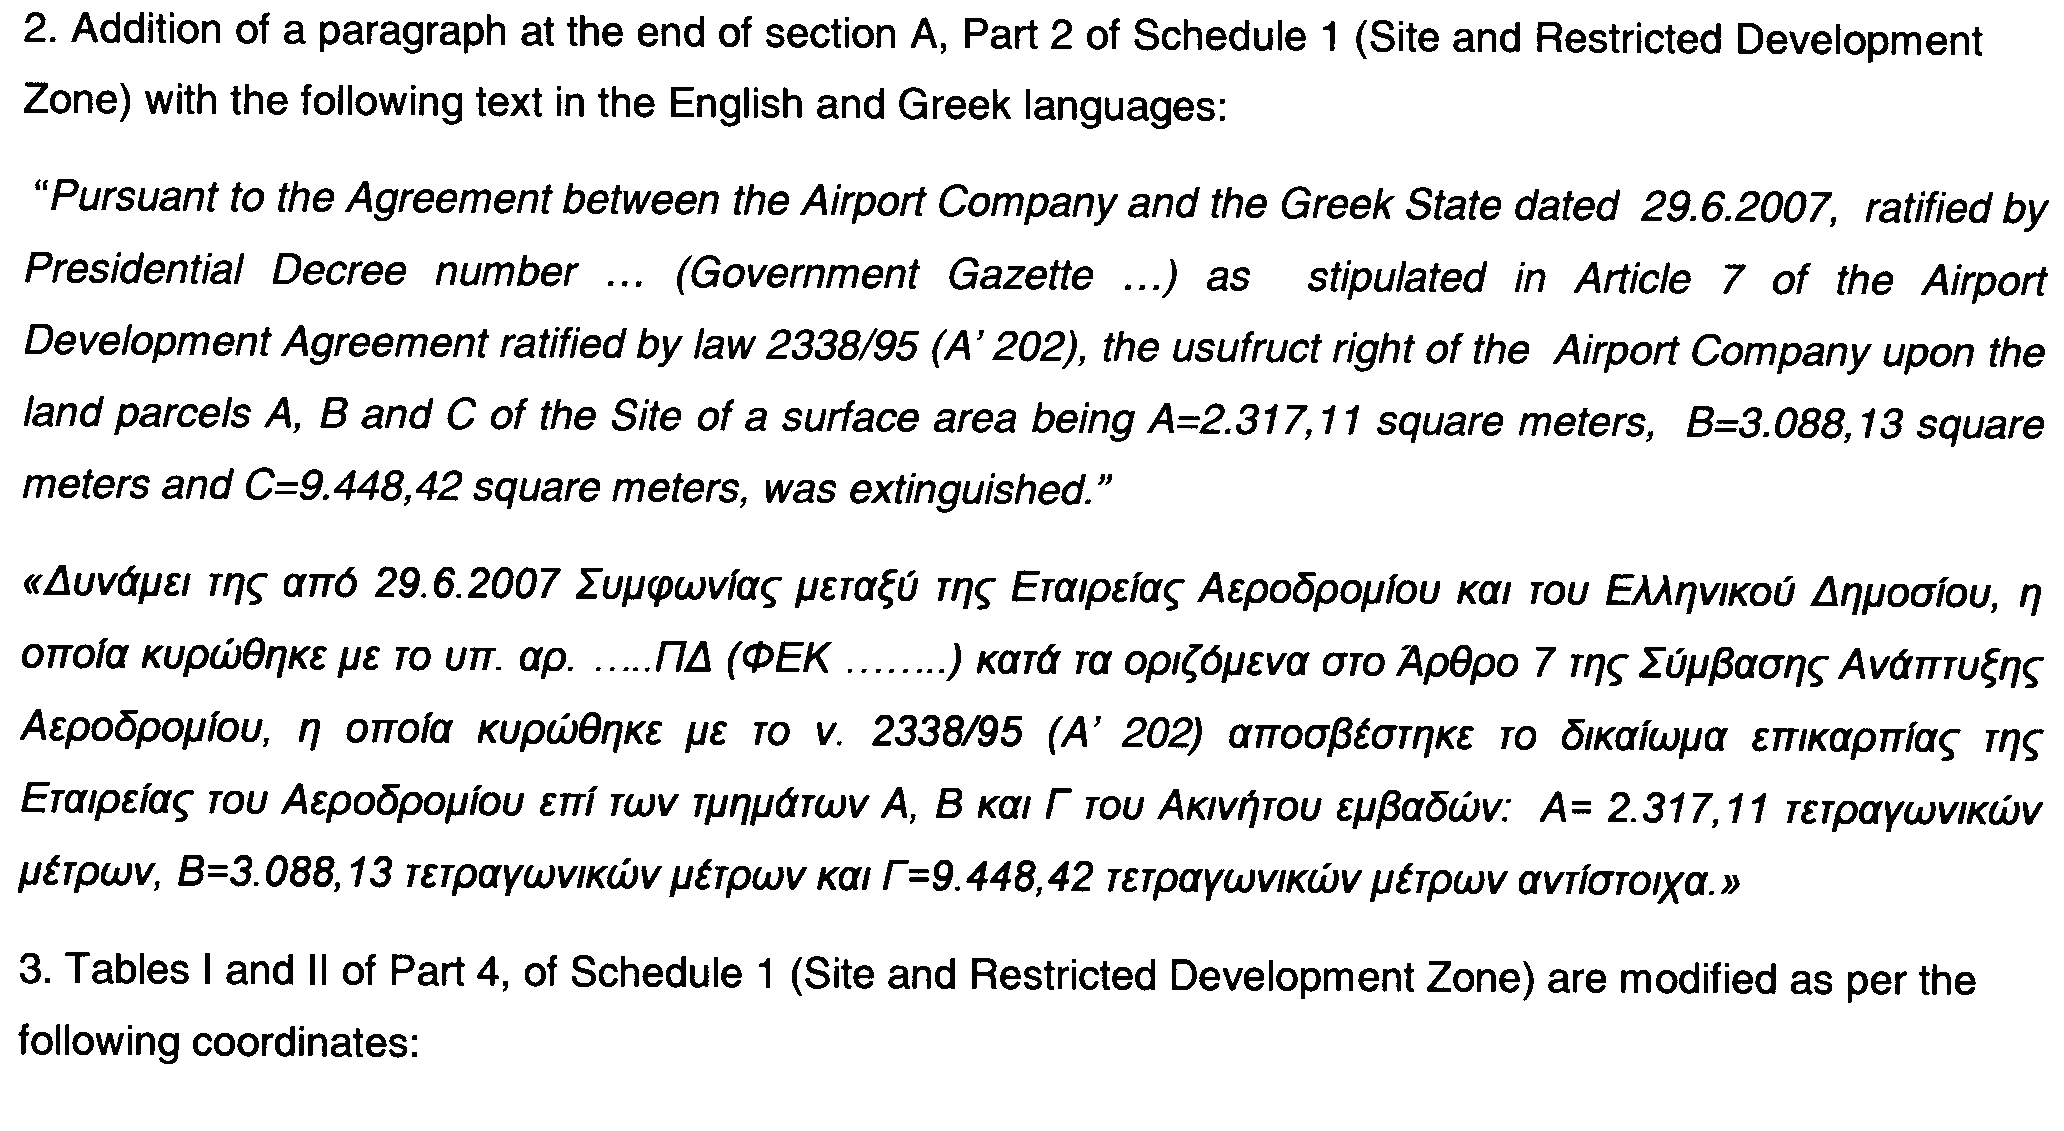 2. Addition of a paragraph at the end of section A, Part 2 of Schedule 1 (Site and Restricted Development
Zone) with the following text in the English and Greek languages:
“Pursuant to the Agreement between the Airport Company and the Greek State dated 29.6.2007, ratified by
Presidential Decree number ... (Government Gazette ...) as stipulated in Article 7 of the Airport
Development Agreement ratified by law 2338/95 (A’ 202), the usufruct right of the Airport Company upon the
land parcels A, B and C of the Site of a surface area being A=2.317,11 square meters, B=3.088,13 square
meters and C=9.448,42 square meters, was extinguished.”
«Δυνάμει της από 29.6.2007 Συμφωνίας μεταξύ της Εταιρείας Αεροδρομίου και του Ελληνικού Δημοσίου, η
οποία κυρώθηκε με το υπ. αρ. .....ΠΔ (ΦΕΚ ........) κατά τα οριζόμενα στο Άρθρο 7 της Σύμβασης Ανάπτυξης
Αεροδρομίου, η οποία κυρώθηκε με το ν. 2338/95 (Α’ 202) αποσβέστηκε το δικαίωμα επικαρπίας της
Εταιρείας του Αεροδρομίου επί των τμημάτων Α, Β και Γ του Ακινήτου εμβαδών: Α= 2.317,11 τετραγωνικών
μέτρων, Β=3.088,13 τετραγωνικών μέτρων και Γ=9.448,42 τετραγωνικών μέτρων αντίστοιχα.»
3. Tables I and II of Part 4, of Schedule 1 (Site and Restricted Development Zone) are modified as per the
following coordinates: